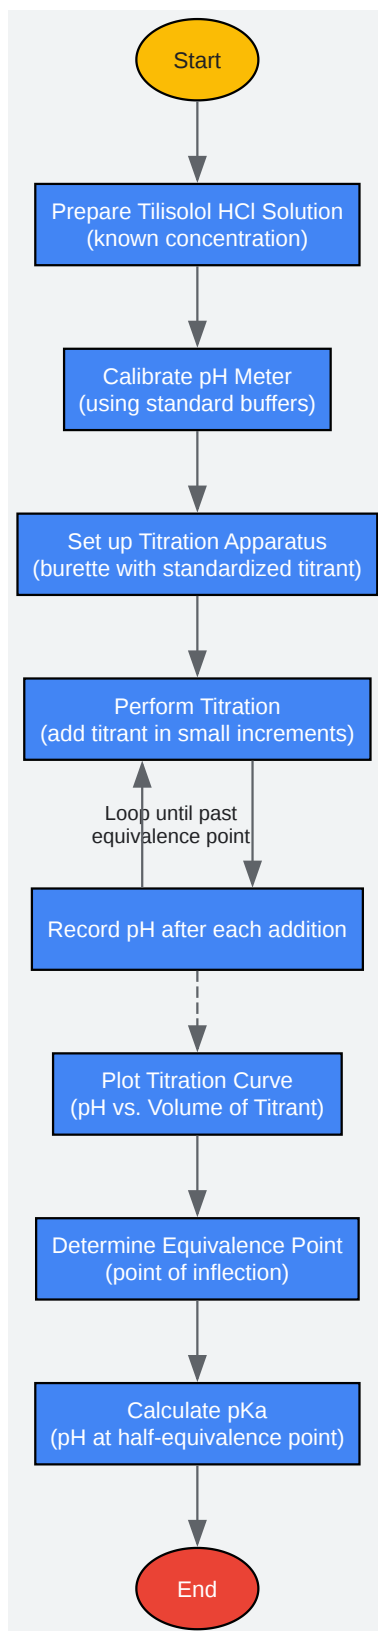 Start
Prepare Tilisolol HCl Solution
(known concentration)
Calibrate pH Meter
(using standard buffers)
Set up Titration Apparatus
(burette with standardized titrant)
Perform Titration
(add titrant in small increments)
Loop until past
equivalence point
Record pH after each addition
Plot Titration Curve
(pH vs. Volume of Titrant)
Determine Equivalence Point
(point of inflection)
Calculate pKa
(pH at half-equivalence point)
End